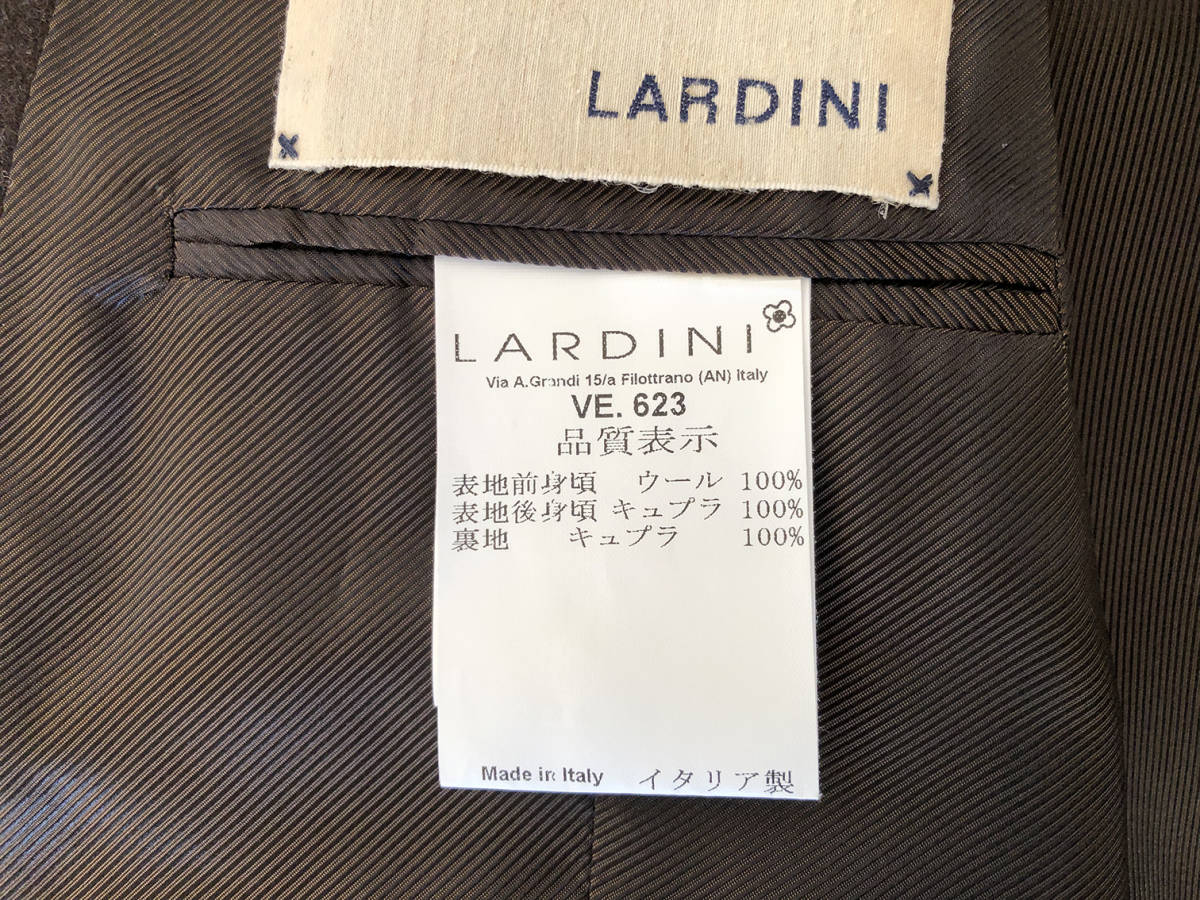 LARDINI
LARDINI
Via A.Grandi 15/a Filottrano (AN) Italy
VE. 623
品質表示
表地前身頃 ウール 100%
表地後身頃 キュプラ 100%
裏地 キュプラ 100%
Made in Italy イタリア製